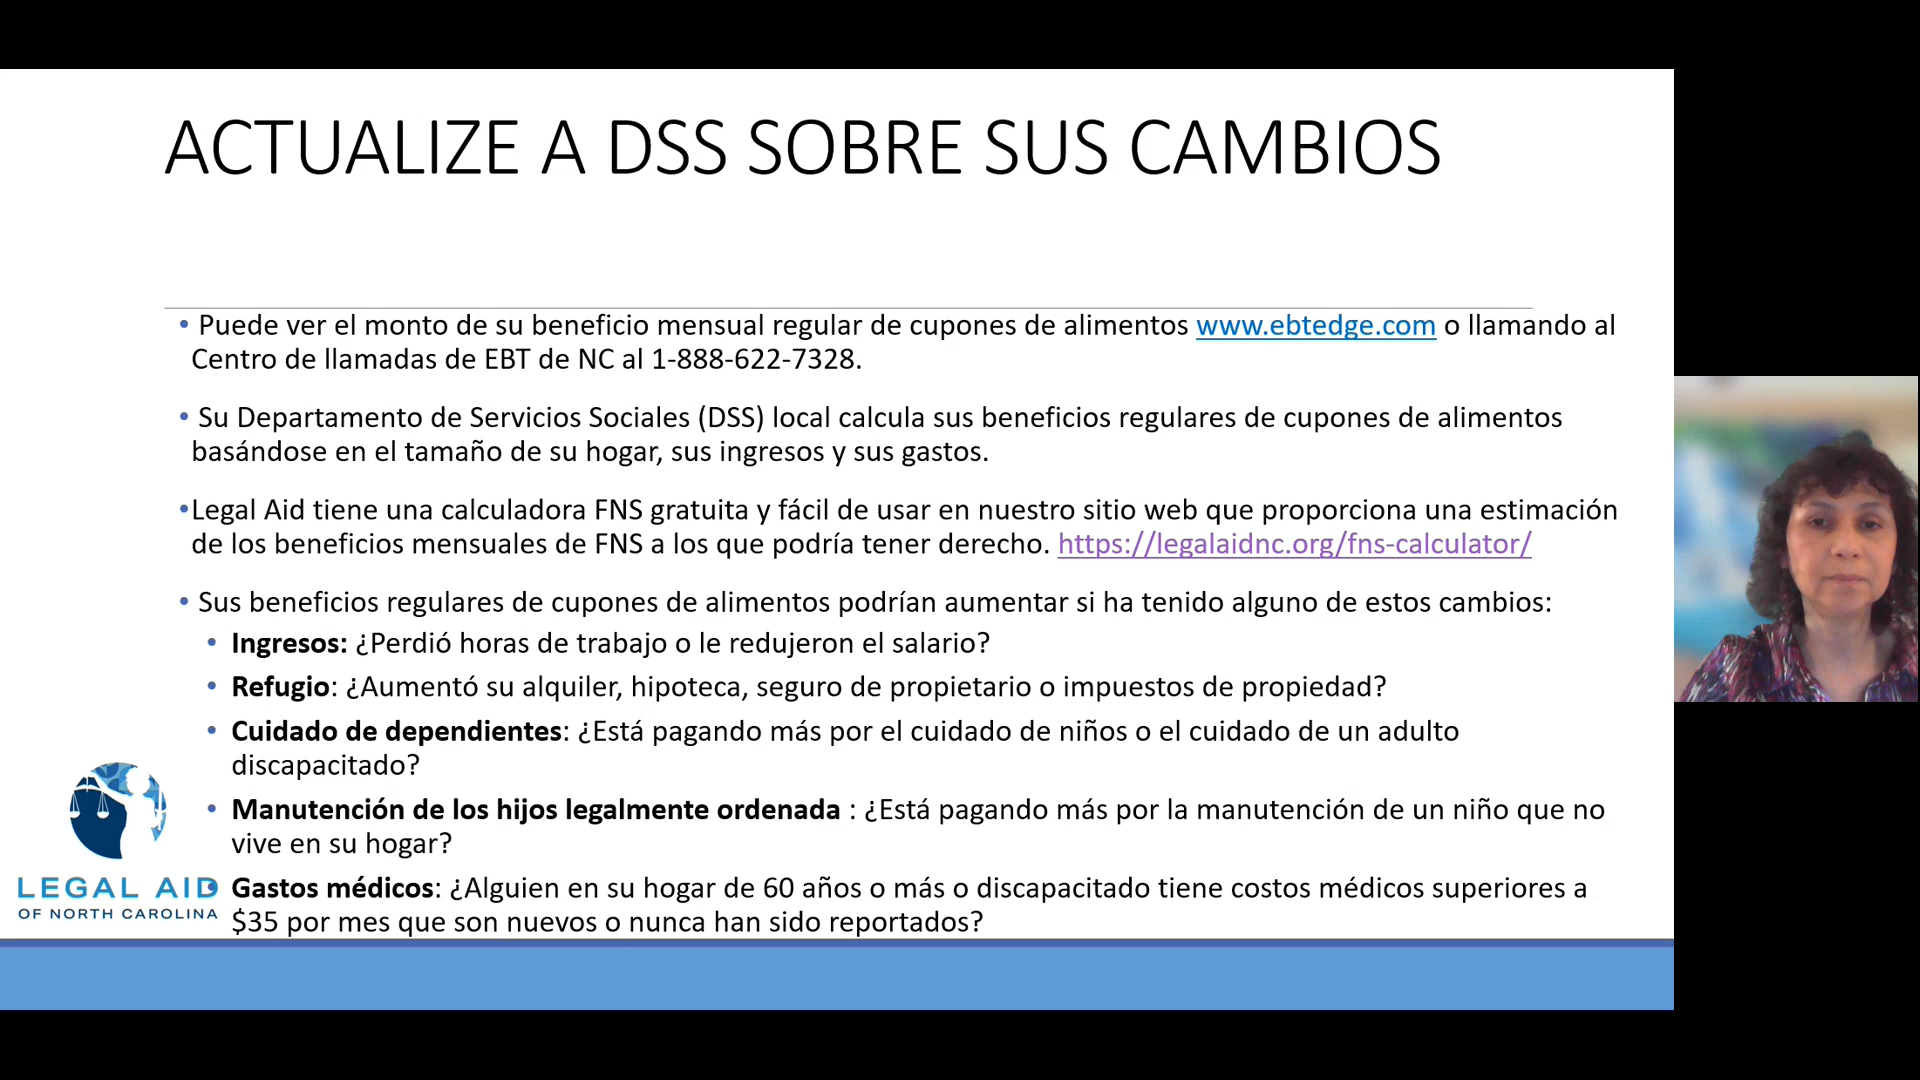 ACTUALIZE A DSS SOBRE SUS CAMBIOS
• Puede ver el monto de su beneficio mensual regular de cupones de alimentos www.ebtedge.com o llamando al
Centro de llamadas de EBT de NC al 1-888-622-7328.
• Su Departamento de Servicios Sociales (DSS) local calcula sus beneficios regulares de cupones de alimentos
basándose en el tamaño de su hogar, sus ingresos y sus gastos.
•Legal Aid tiene una calculadora FNS gratuita y fácil de usar en nuestro sitio web que proporciona una estimación
de los beneficios mensuales de FNS a los que podría tener derecho. https://legalaidnc.org/fns-calculator/
• Sus beneficios regulares de cupones de alimentos podrían aumentar si ha tenido alguno de estos cambios:
• Ingresos: ¿Perdió horas de trabajo o le redujeron el salario?
• Refugio: ¿Aumentó su alquiler, hipoteca, seguro de propietario o impuestos de propiedad?
• Cuidado de dependientes: ¿Está pagando más por el cuidado de niños o el cuidado de un adulto
discapacitado?
• Manutención de los hijos legalmente ordenada : ¿Está pagando más por la manutención de un niño que no
vive en su hogar?
• Gastos médicos: ¿Alguien en su hogar de 60 años o más o discapacitado tiene costos médicos superiores a
$35 por mes que son nuevos o nunca han sido reportados?
LEGAL AID
OF NORTH CAROLINA